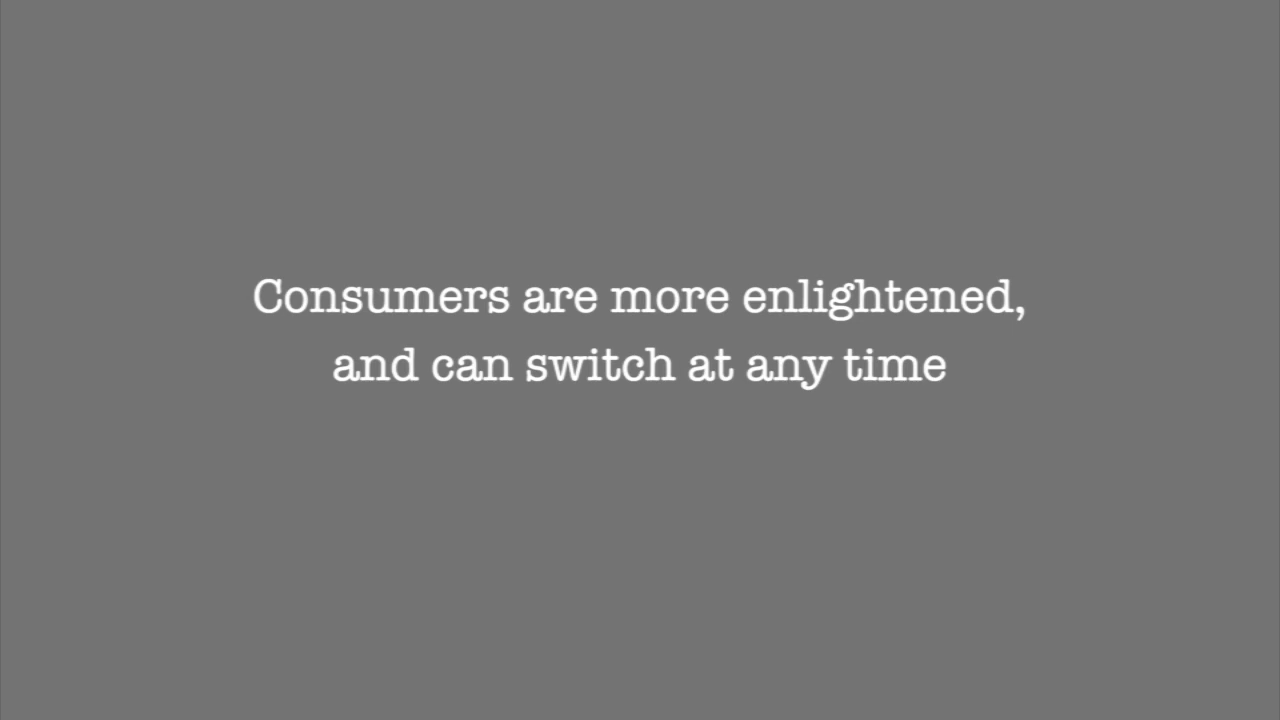 Consumers are more enlightened,
and can switch at any time